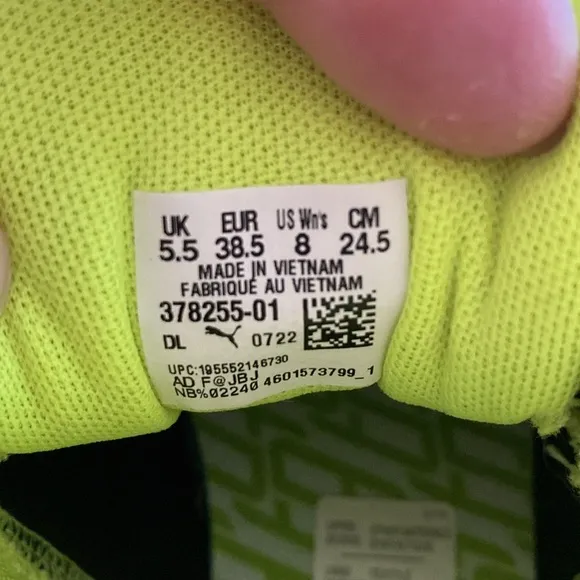 UK EUR US Wn's CM
5.5 38.5 8 24.5
MADE IN VIETNAM
FABRIQUÉ AU VIETNAM
378255-01
DL 0722
UPC:195552146730
AD F@JBJ
NB%02240 4601573799_1